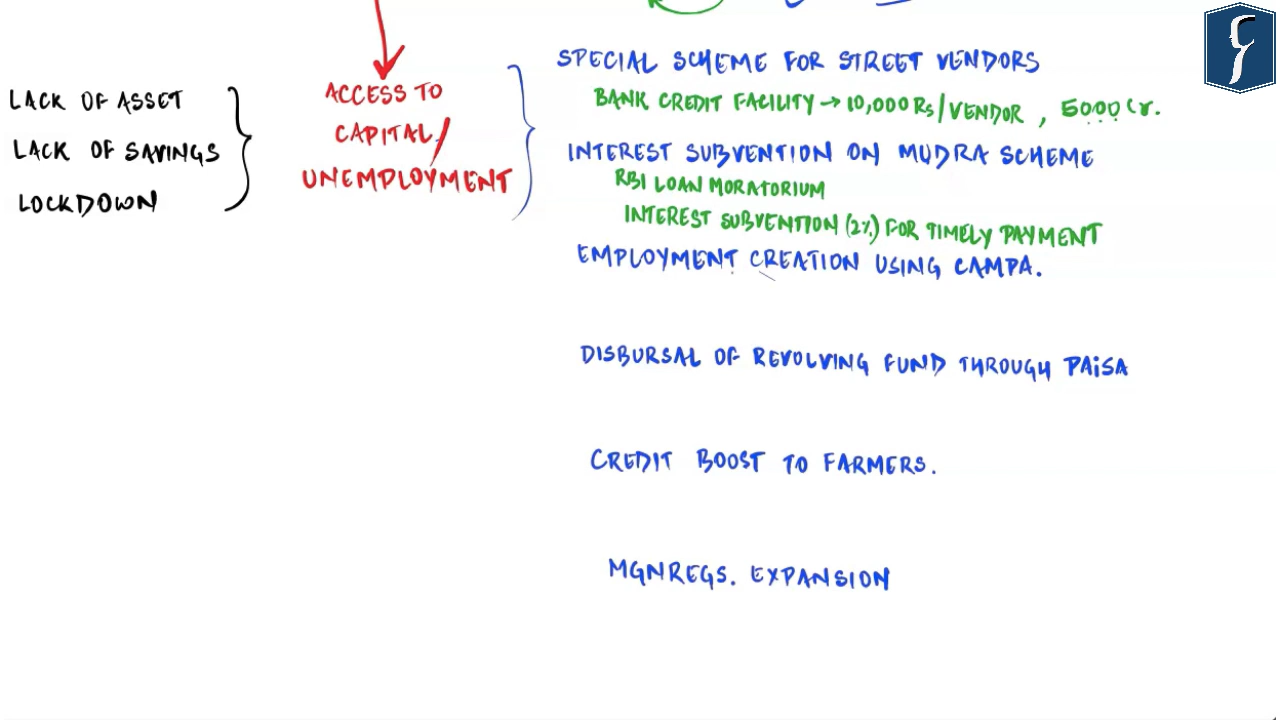 LACK OF ASSET
LACK OF SAVINGS
LOCKDOWN
ACCESS TO
CAPITAL/
UNEMPLOYMENT
SPECIAL SCHEME FOR STREET VENDORS
BANK CREDIT FACILITY → 10,000 Rs/VENDOR , 5000 Cr.
INTEREST SUBVENTION ON MUDRA SCHEME
RBI LOAN MORATORIUM
INTEREST SUBVENTION (2%) FOR TIMELY PAYMENT
EMPLOYMENT CREATION USING CAMPA.
DISBURSAL OF REVOLVING FUND THROUGH PAiSA
CREDIT BOOST TO FARMERS.
MGNREGS. EXPANSION